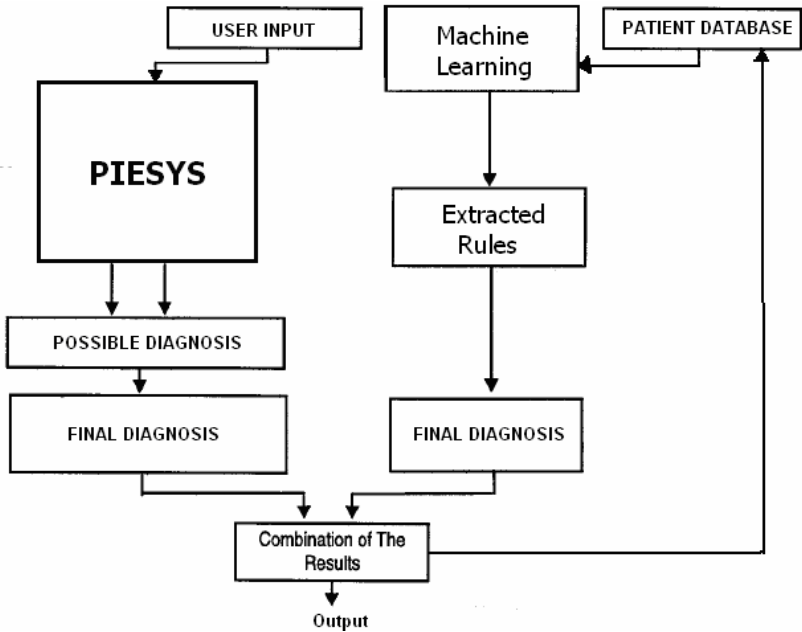 USER INPUT
Machine
Learning
PATIENT DATABASE
PIESYS
Extracted
Rules
POSSIBLE DIAGNOSIS
FINAL DIAGNOSIS
FINAL DIAGNOSIS
Combination of The
Results
Output